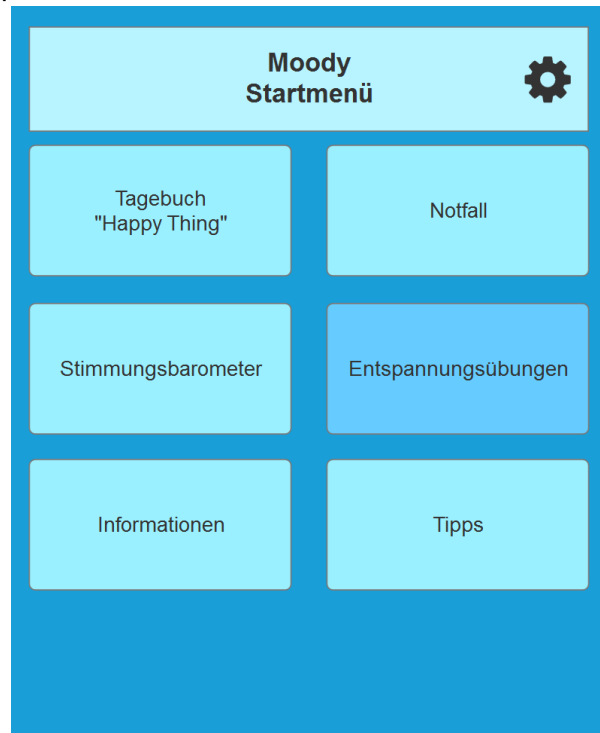 Moody
Startmenü
Tagebuch
"Happy Thing"
Notfall
Stimmungsbarometer
Entspannungsübungen
Informationen
Tipps